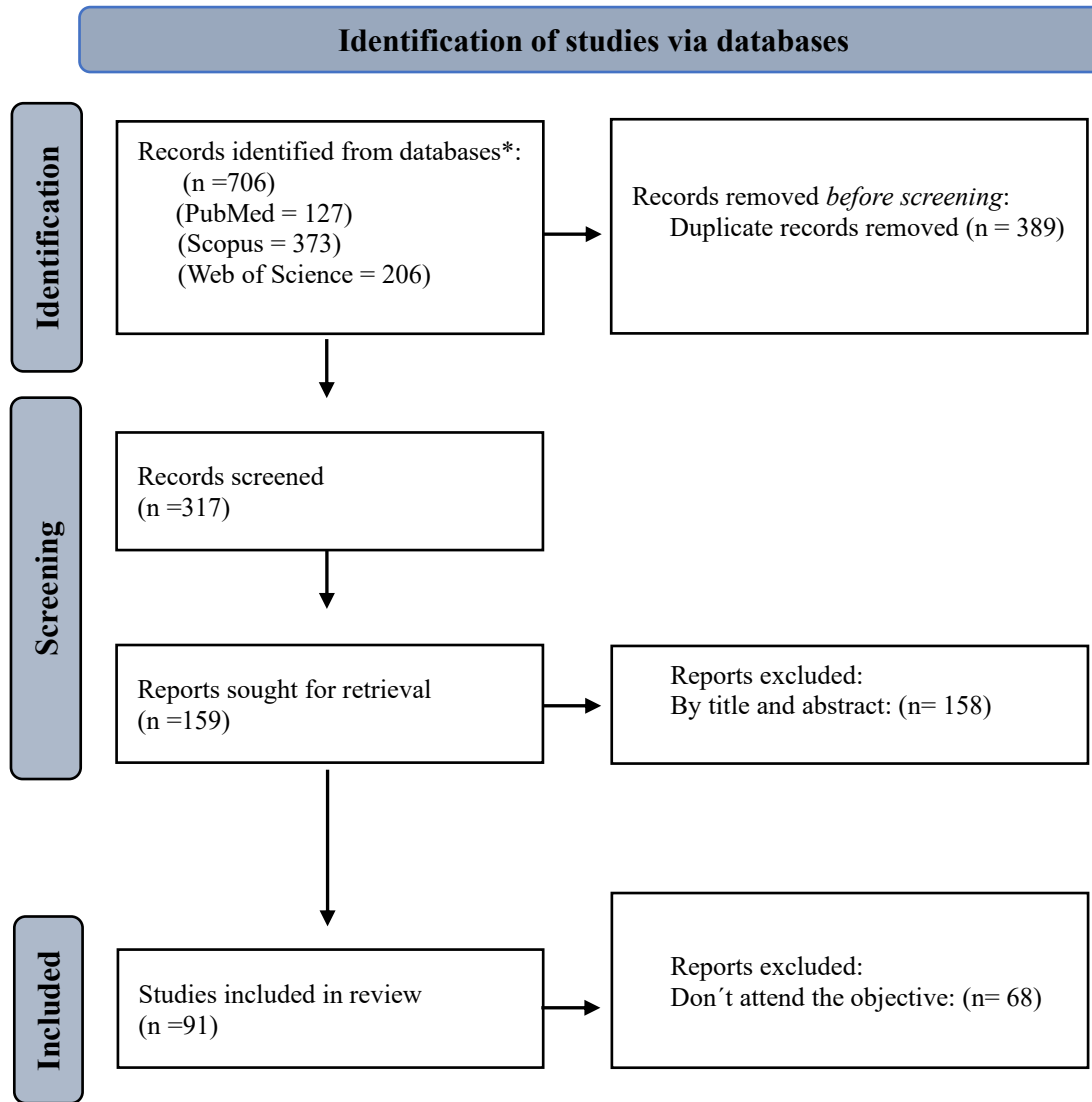 Identification of studies via databases
Identification
Records identified from databases*:
(n =706)
(PubMed = 127)
(Scopus = 373)
(Web of Science = 206)
Records removed before screening:
Duplicate records removed (n = 389)
Screening
Records screened
(n =317)
Reports sought for retrieval
(n =159)
Reports excluded:
By title and abstract: (n= 158)
Included
Studies included in review
(n =91)
Reports excluded:
Don´t attend the objective: (n= 68)